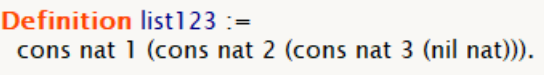 Definition list123 :=
cons nat 1 (cons nat 2 (cons nat 3 (nil nat))).